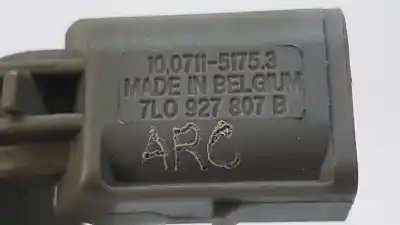 10.0711-5175.3
MADE IN BELGIUM
7L0 927 807 B
ARC